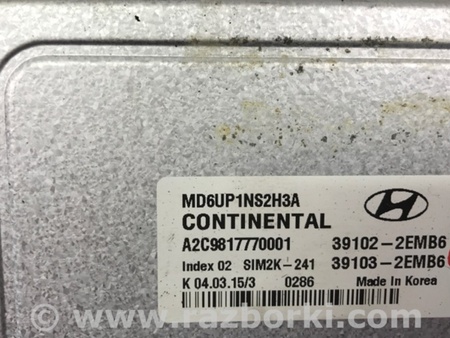 MD6UP1NS2H3A
CONTINENTAL
A2C9817770001 39102-2EMB6
Index 02 SIM2K-241 39103-2EMB6
K 04.03.15/3 0286 Made In Korea
www.razborki.com